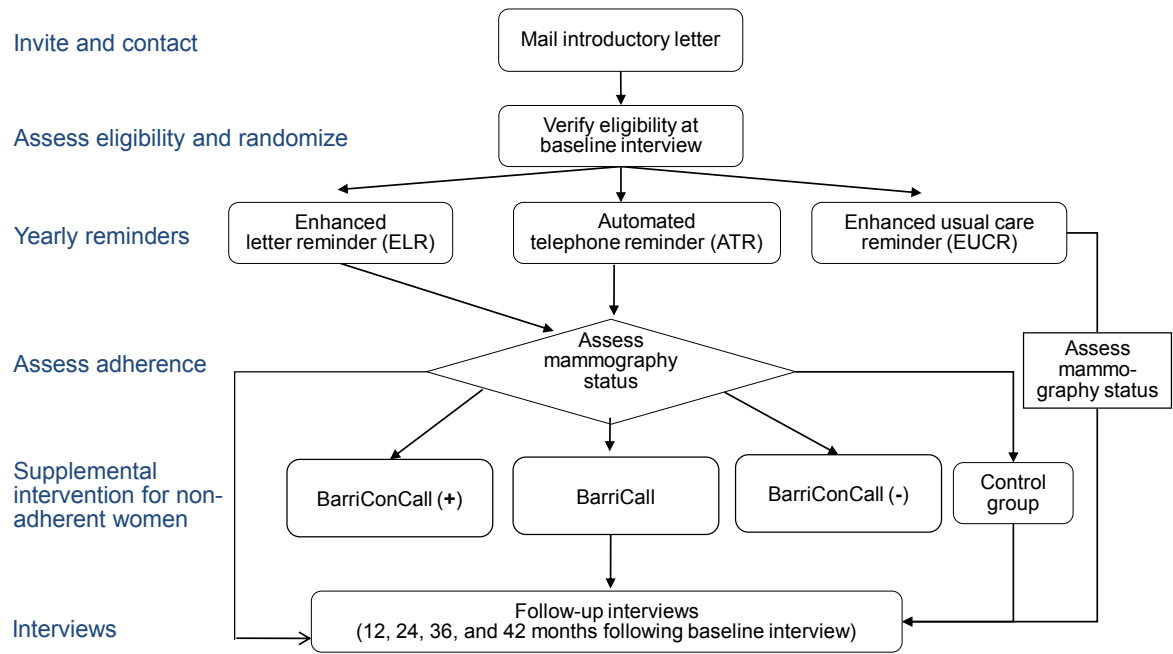 Invite and contact
Mail introductory letter
Assess eligibility and randomize
Verify eligibility at
baseline interview
Yearly reminders
Enhanced
letter reminder (ELR)
Automated
telephone reminder (ATR)
Enhanced usual care
reminder (EUCR)
Assess adherence
Assess
mammography
status
Assess
mammo-
graphy status
Supplemental
intervention for non-
adherent women
BarriConCall (+)
BarriCall
BarriConCall (-)
Control
group
Interviews
Follow-up interviews
(12, 24, 36, and 42 months following baseline interview)